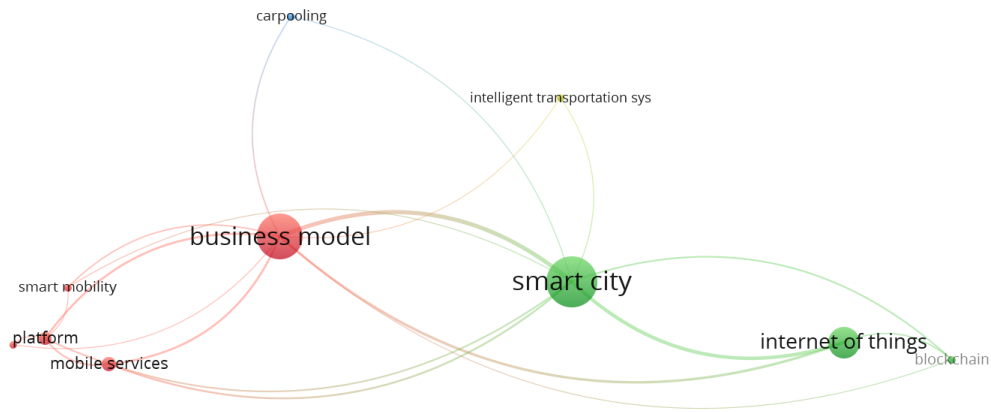 carpooling
intelligent transportation sys
business model
smart city
smart mobility
platform
internet of things
mobile services
blockchain